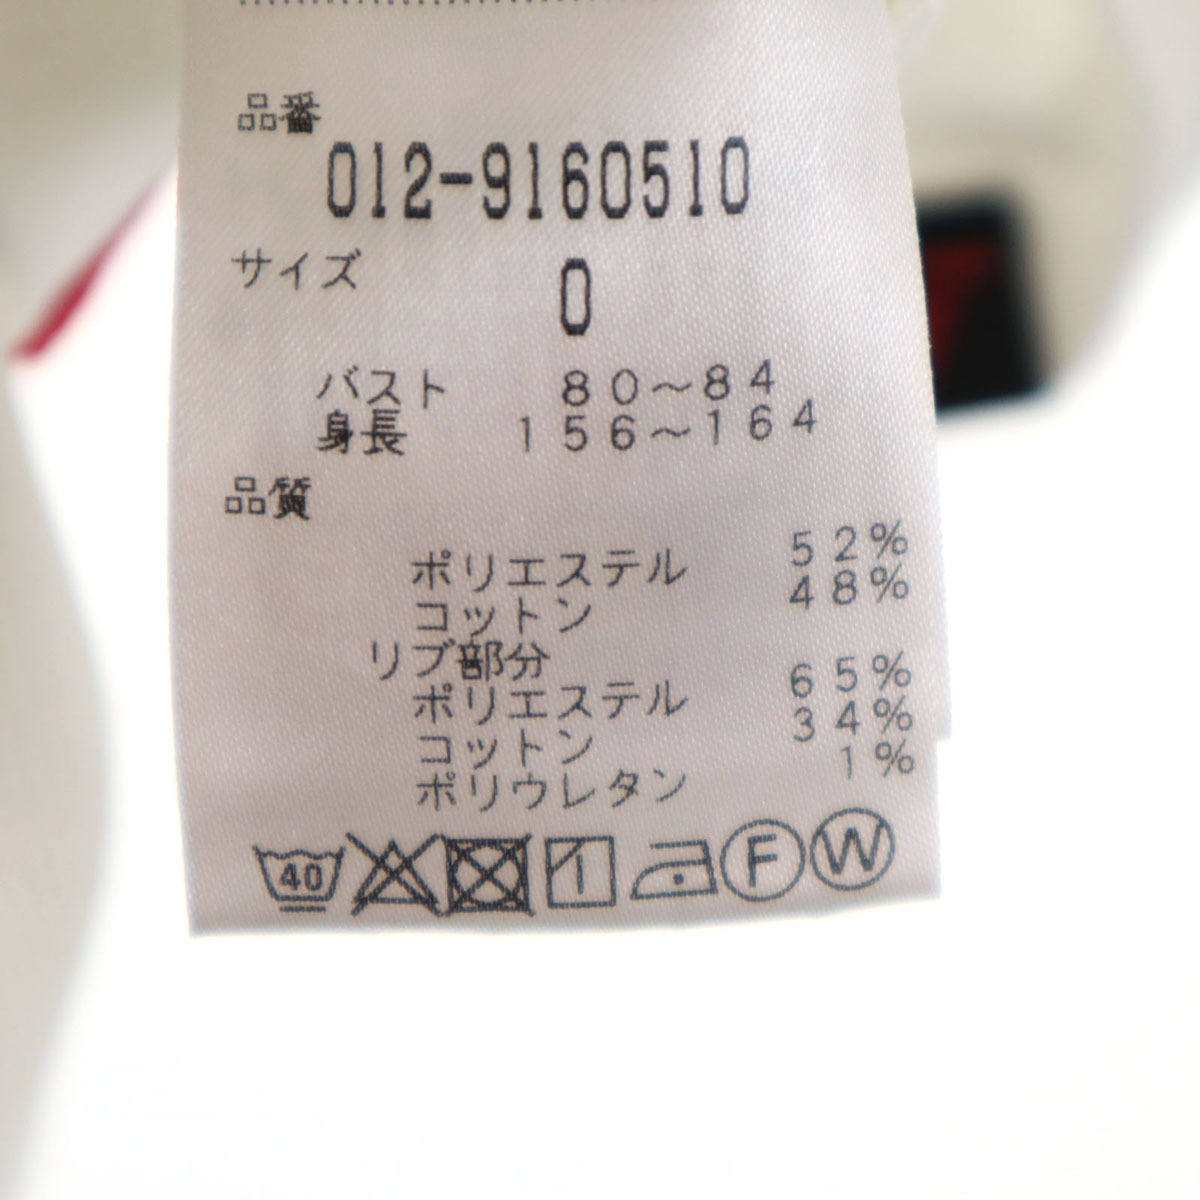 品番
012-9160510
サイズ 0
バスト 80～84
身長 156～164
品質
ポリエステル 52%
コットン 48%
リブ部分
ポリエステル 65%
コットン 34%
ポリウレタン 1%
40 1 F W